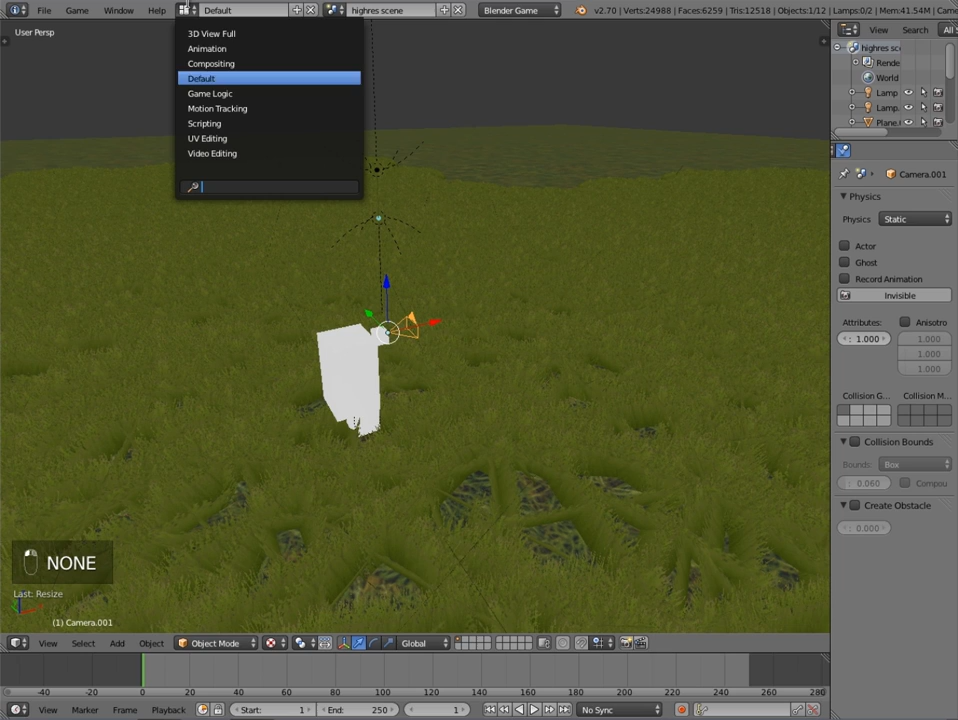 File Game Window Help Default highres scene Blender Game v2.70 | Verts:24988 | Faces:6259 | Tris:12518 | Objects:1/12 | Lamps:0/2 | Mem:41.54M | Came
User Persp
3D View Full
Animation
Compositing
Default
Game Logic
Motion Tracking
Scripting
UV Editing
Video Editing
View Search All
highres sc
Rende
World
Lamp
Lamp.
Plane.
Camera.001
Physics
Physics Static
Actor
Ghost
Record Animation
Invisible
Attributes: Anisotro
: 1.000 1.000
1.000
1.000
Collision G... Collision M...
Collision Bounds
Bounds: Box
: 0.060 Compou
Create Obstacle
: 0.000
NONE
Last: Resize
(1) Camera.001
View Select Add Object Object Mode Global
-40 -20 0 20 40 60 80 100 120 140 160 180 200 220 240 260 280
View Marker Frame Playback Start: 1 End: 250 1 No Sync